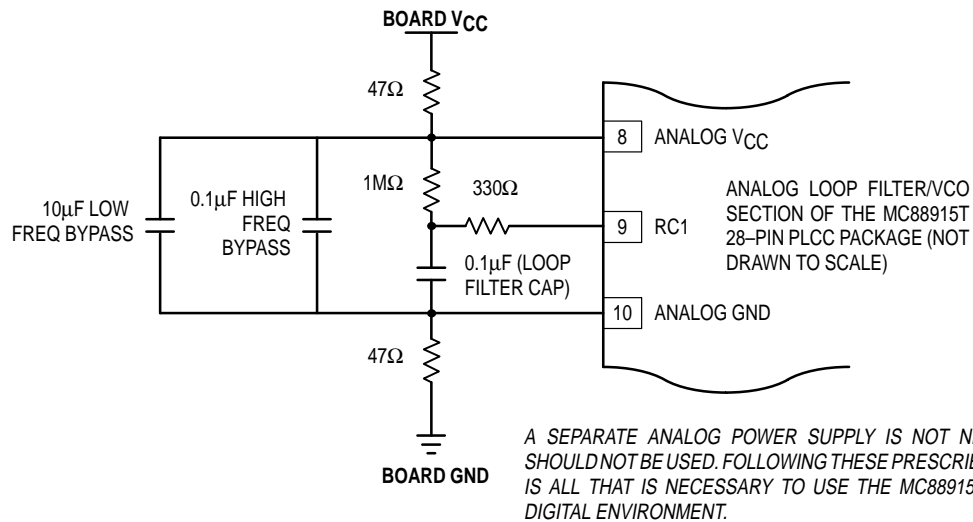 BOARD VCC
47Ω
8 ANALOG VCC
1MΩ
330Ω
10µF LOW
FREQ BYPASS
0.1µF HIGH
FREQ
BYPASS
9 RC1
ANALOG LOOP FILTER/VCO
SECTION OF THE MC88915T
28–PIN PLCC PACKAGE (NOT
DRAWN TO SCALE)
0.1µF (LOOP
FILTER CAP)
10 ANALOG GND
47Ω
BOARD GND
A SEPARATE ANALOG POWER SUPPLY IS NOT
SHOULD NOT BE USED. FOLLOWING THESE
IS ALL THAT IS NECESSARY TO USE THE
DIGITAL ENVIRONMENT.